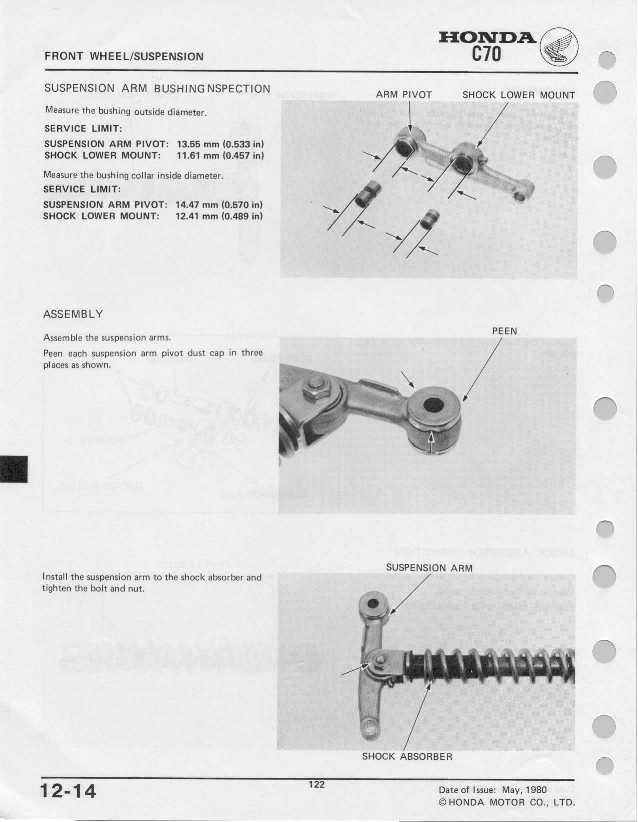 HONDA
C70
FRONT WHEEL/SUSPENSION
SUSPENSION ARM BUSHING NSPECTION
Measure the bushing outside diameter.
SERVICE LIMIT:
SUSPENSION ARM PIVOT: 13.55 mm (0.533 in)
SHOCK LOWER MOUNT: 11.61 mm (0.457 in)
Measure the bushing collar inside diameter.
SERVICE LIMIT:
SUSPENSION ARM PIVOT: 14.47 mm (0.570 in)
SHOCK LOWER MOUNT: 12.41 mm (0.489 in)
ARM PIVOT SHOCK LOWER MOUNT
ASSEMBLY
Assemble the suspension arms.
Peen each suspension arm pivot dust cap in three
places as shown.
PEEN
Install the suspension arm to the shock absorber and
tighten the bolt and nut.
SUSPENSION ARM
SHOCK ABSORBER
12-14
122
Date of Issue: May, 1980
© HONDA MOTOR CO., LTD.